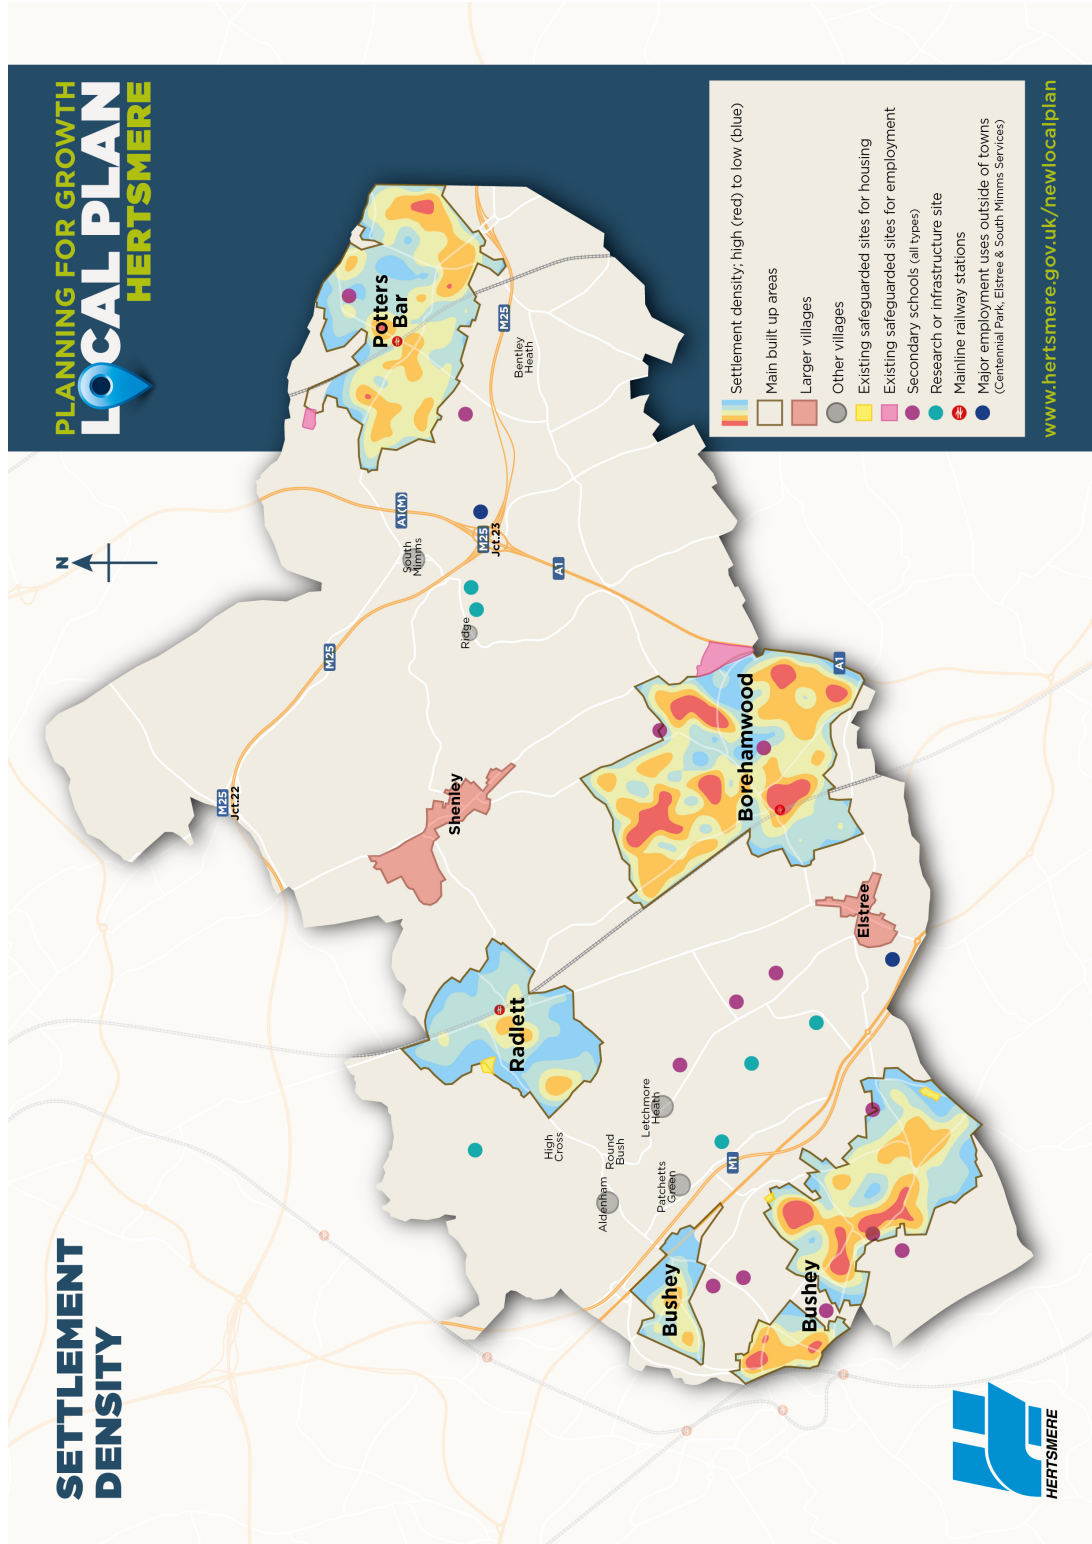 SETTLEMENT
DENSITY
PLANNING FOR GROWTH
LOCAL PLAN
HERTSMERE
N
M25
Jct.22
M25
A1(M)
South
Mimms
Ridge
M25
Jct.23
A1
Potters
Bar
M25
Bentley
Heath
Shenley
Radlett
High
Cross
Aldenham
Round
Bush
Letchmore
Heath
Patchetts
Green
M1
Borehamwood
A1
Elstree
Bushey
Bushey
Settlement density; high (red) to low (blue)
Main built up areas
Larger villages
Other villages
Existing safeguarded sites for housing
Existing safeguarded sites for employment
Secondary schools (all types)
Research or infrastructure site
Mainline railway stations
Major employment uses outside of towns
(Centennial Park, Elstree & South Mimms Services)
www.hertsmere.gov.uk/newlocalplan
HERTSMERE